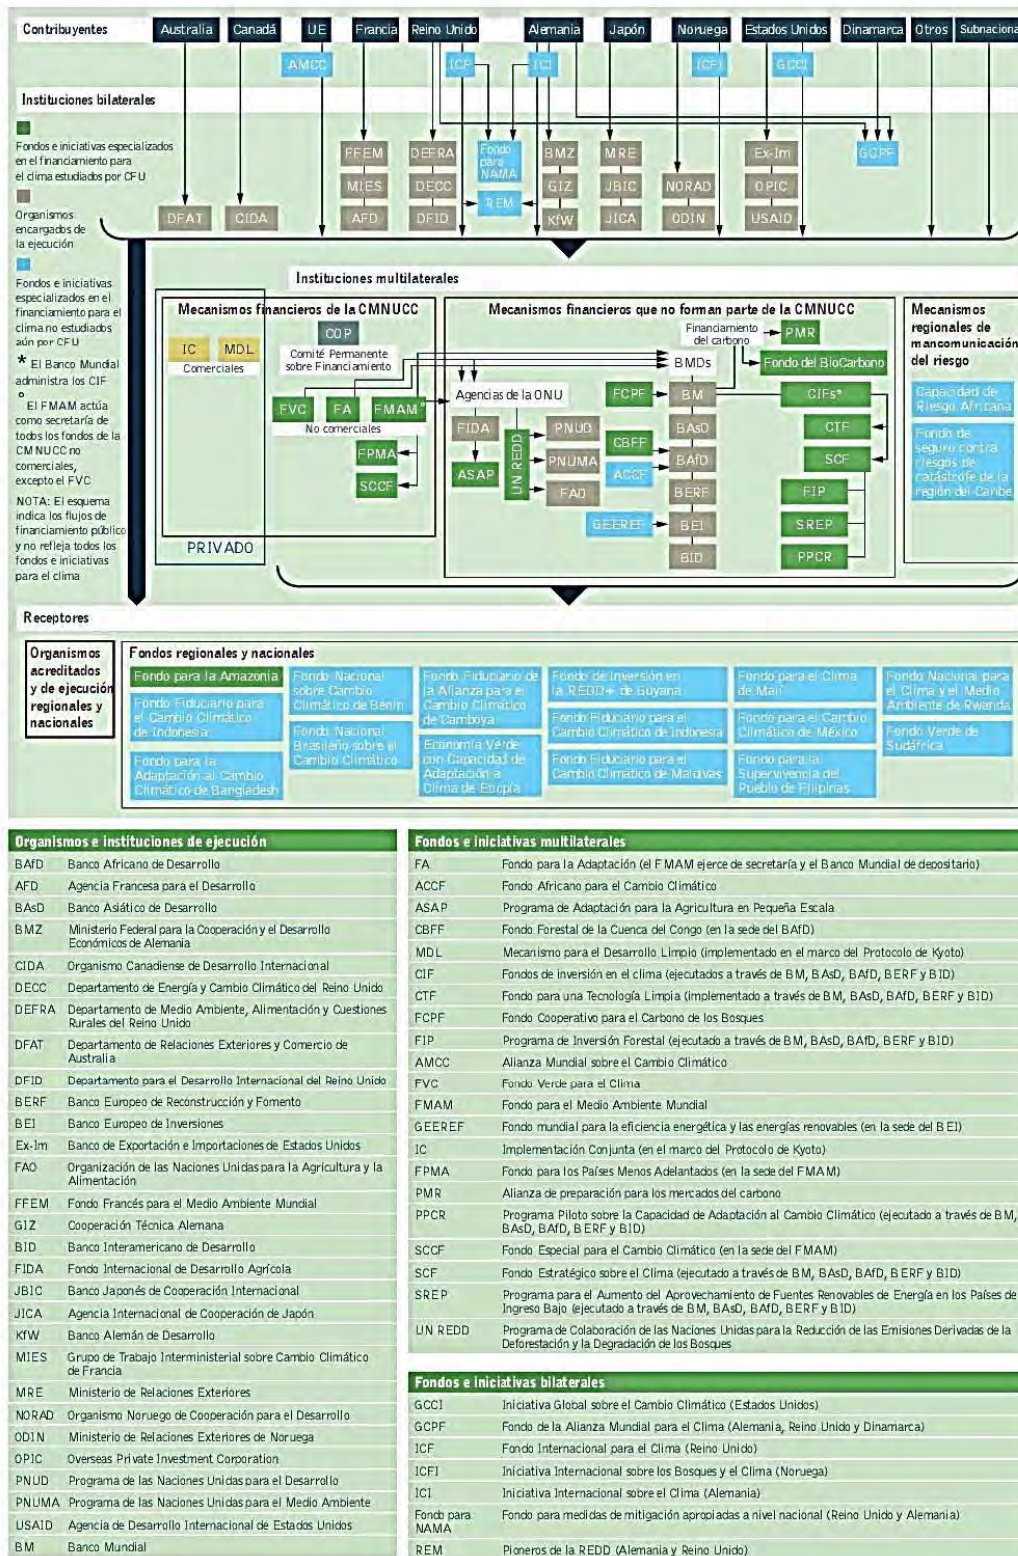 Contribuyentes
Australia
Canadá
UE
Francia
Reino Unido
Alemania
Japón
Noruega
Estados Unidos
Dinamarca
Otros
Subnaciona
AMCC
ICF
ICI
ICFI
GCCI
Instituciones bilaterales
Fondos e iniciativas especializados
en el financiamiento para
el clima estudiados por CFU
Organismos
encargados de
la ejecución
Fondos e iniciativas
especializados en el
financiamiento para el
clima no estudiados
aún por CFU
* El Banco Mundial
administra los CIF
° El FMAM actúa
como secretaría de
todos los fondos de la
CMNUCC no
comerciales,
excepto el FVC
NOTA: El esquema
indica los flujos de
financiamiento público
y no refleja todos los
fondos e iniciativas
para el clima
DFAT
CIDA
FFEM
MIES
AFD
DEFRA
DECC
DFID
Fondo
para
NAMA
REM
BMZ
GIZ
KfW
MRE
JBIC
JICA
NORAD
ODIN
Ex-Im
OPIC
USAID
GCPF
Instituciones multilaterales
Mecanismos financieros de la CMNUCC
IC
MDL
Comerciales
COP
Comité Permanente
sobre Financiamiento
FVC
FA
FMAM°
No comerciales
FPMA
SCCF
PRIVADO
Mecanismos financieros que no forman parte de la CMNUCC
Financiamiento
del carbono
PMR
BMDs
Fondo del BioCarbono
Agencias de la ONU
FCPF
BM
CIFs*
FIDA
PNUD
BAsD
CTF
UN REDD
CBFF
ASAP
PNUMA
ACCF
BAfD
SCF
FAO
BERF
FIP
GEEREF
BEI
SREP
BID
PPCR
Mecanismos
regionales de
mancomunicación
del riesgo
Capacidad de
Riesgo Africana
Fondo de
seguro contra
riesgos de
catástrofe de la
región del Caribe
Receptores
Organismos
acreditados
y de ejecución
regionales y
nacionales
Fondos regionales y nacionales
Fondo para la Amazonia
Fondo Fiduciario para
el Cambio Climático
de Indonesia
Fondo para la
Adaptación al Cambio
Climático de Bangladesh
Fondo Nacional
sobre Cambio
Climático de Benín
Fondo Nacional
Brasileño sobre el
Cambio Climático
Fondo Fiduciario de
la Alianza para el
Cambio Climático
de Camboya
Economía Verde
con Capacidad de
Adaptación a
Clima de Etiopía
Fondo de Inversión en
la REDD+ de Guyana
Fondo Fiduciario para el
Cambio Climático de Indonesia
Fondo Fiduciario para el
Cambio Climático de Maldivas
Fondo para el Clima
de Malí
Fondo para el Cambio
Climático de México
Fondo para la
Supervivencia del
Pueblo de Filipinas
Fondo Nacional para
el Clima y el Medio
Ambiente de Rwanda
Fondo Verde de
Sudáfrica
Organismos e instituciones de ejecución
BAfD Banco Africano de Desarrollo
AFD Agencia Francesa para el Desarrollo
BAsD Banco Asiático de Desarrollo
BMZ Ministerio Federal para la Cooperación y el Desarrollo
Económicos de Alemania
CIDA Organismo Canadiense de Desarrollo Internacional
DECC Departamento de Energía y Cambio Climático del Reino Unido
DEFRA Departamento de Medio Ambiente, Alimentación y Cuestiones
Rurales del Reino Unido
DFAT Departamento de Relaciones Exteriores y Comercio de
Australia
DFID Departamento para el Desarrollo Internacional del Reino Unido
BERF Banco Europeo de Reconstrucción y Fomento
BEI Banco Europeo de Inversiones
Ex-Im Banco de Exportación e Importaciones de Estados Unidos
FAO Organización de las Naciones Unidas para la Agricultura y la
Alimentación
FFEM Fondo Francés para el Medio Ambiente Mundial
GIZ Cooperación Técnica Alemana
BID Banco Interamericano de Desarrollo
FIDA Fondo Internacional de Desarrollo Agrícola
JBIC Banco Japonés de Cooperación Internacional
JICA Agencia Internacional de Cooperación de Japón
KfW Banco Alemán de Desarrollo
MIES Grupo de Trabajo Interministerial sobre Cambio Climático
de Francia
MRE Ministerio de Relaciones Exteriores
NORAD Organismo Noruego de Cooperación para el Desarrollo
ODIN Ministerio de Relaciones Exteriores de Noruega
OPIC Overseas Private Investment Corporation
PNUD Programa de las Naciones Unidas para el Desarrollo
PNUMA Programa de las Naciones Unidas para el Medio Ambiente
USAID Agencia de Desarrollo Internacional de Estados Unidos
BM Banco Mundial
Fondos e iniciativas multilaterales
FA Fondo para la Adaptación (el FMAM ejerce de secretaría y el Banco Mundial de depositario)
ACCF Fondo Africano para el Cambio Climático
ASAP Programa de Adaptación para la Agricultura en Pequeña Escala
CBFF Fondo Forestal de la Cuenca del Congo (en la sede del BAfD)
MDL Mecanismo para el Desarrollo Limpio (implementado en el marco del Protocolo de Kyoto)
CIF Fondos de inversión en el clima (ejecutados a través de BM, BAsD, BAfD, BERF y BID)
CTF Fondo para una Tecnología Limpia (implementado a través de BM, BAsD, BAfD, BERF y BID)
FCPF Fondo Cooperativo para el Carbono de los Bosques
FIP Programa de Inversión Forestal (ejecutado a través de BM, BAsD, BAfD, BERF y BID)
AMCC Alianza Mundial sobre el Cambio Climático
FVC Fondo Verde para el Clima
FMAM Fondo para el Medio Ambiente Mundial
GEEREF Fondo mundial para la eficiencia energética y las energías renovables (en la sede del BEI)
IC Implementación Conjunta (en el marco del Protocolo de Kyoto)
FPMA Fondo para los Países Menos Adelantados (en la sede del FMAM)
PMR Alianza de preparación para los mercados del carbono
PPCR Programa Piloto sobre la Capacidad de Adaptación al Cambio Climático (ejecutado a través de BM,
BAsD, BAfD, BERF y BID)
SCCF Fondo Especial para el Cambio Climático (en la sede del FMAM)
SCF Fondo Estratégico sobre el Clima (ejecutado a través de BM, BAsD, BAfD, BERF y BID)
SREP Programa para el Aumento del Aprovechamiento de Fuentes Renovables de Energía en los Países de
Ingreso Bajo (ejecutado a través de BM, BAsD, BAfD, BERF y BID)
UN REDD Programa de Colaboración de las Naciones Unidas para la Reducción de las Emisiones Derivadas de la
Deforestación y la Degradación de los Bosques
Fondos e iniciativas bilaterales
GCCI Iniciativa Global sobre el Cambio Climático (Estados Unidos)
GCPF Fondo de la Alianza Mundial para el Clima (Alemania, Reino Unido y Dinamarca)
ICF Fondo Internacional para el Clima (Reino Unido)
ICFI Iniciativa Internacional sobre los Bosques y el Clima (Noruega)
ICI Iniciativa Internacional sobre el Clima (Alemania)
Fondo para
NAMA Fondo para medidas de mitigación apropiadas a nivel nacional (Reino Unido y Alemania)
REM Pioneros de la REDD (Alemania y Reino Unido)